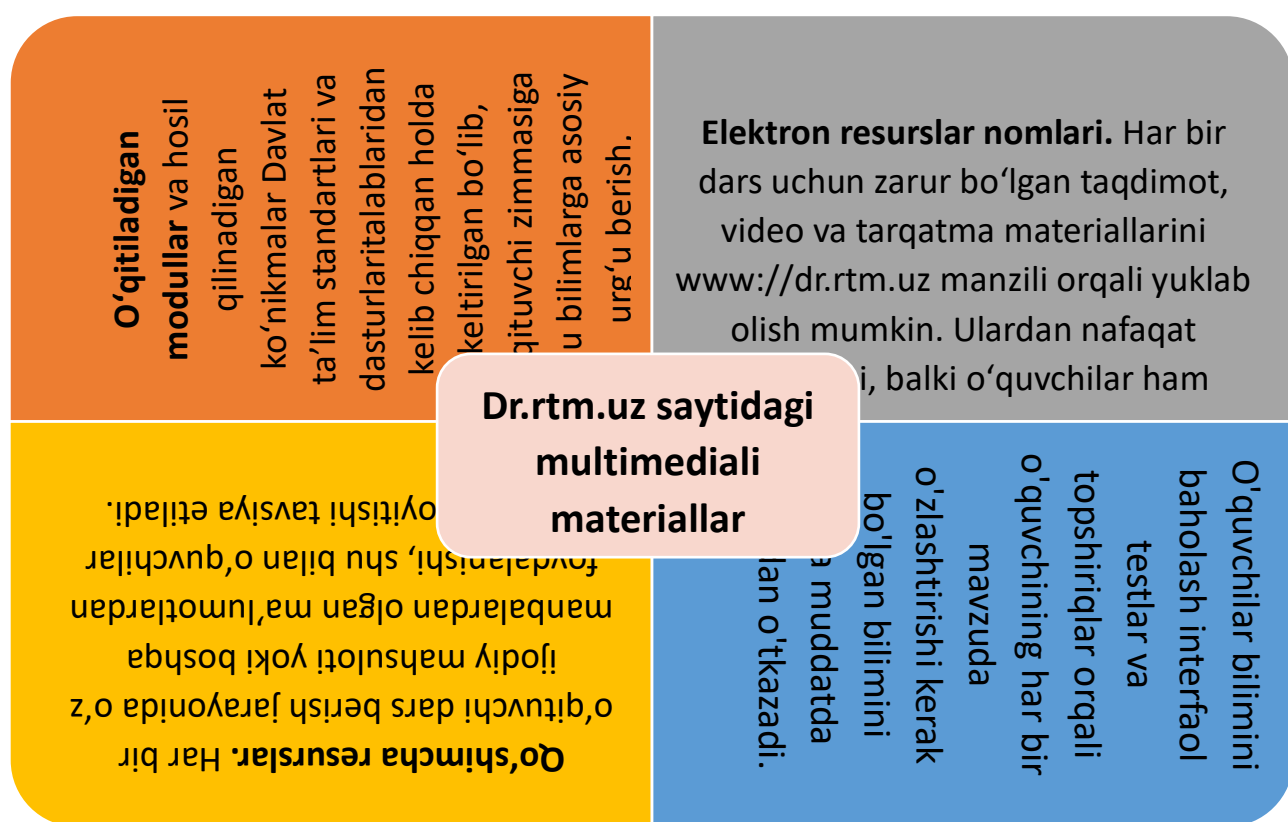 O‘qitiladigan
modullar va hosil
qilinadigan
ko‘nikmalar Davlat
ta’lim standartlari va
dasturlaritalablaridan
kelib chiqqan holda
keltirilgan bo‘lib,
zimmasiga
bilimlarga asosiy
urg‘u berish.
Elektron resurslar nomlari. Har bir
dars uchun zarur bo‘lgan taqdimot,
video va tarqatma materiallarini
www://dr.rtm.uz manzili orqali yuklab
olish mumkin. Ulardan nafaqat
balki o‘quvchilar ham
Dr.rtm.uz saytidagi
multimediali
materiallar
Qo‘shimcha resurslar. Har bir
o‘qituvchi dars berish jarayonida o‘z
ijodiy mahsuloti yoki boshqa
manbalardan olgan ma’lumotlardan
foydalanishi, shu bilan o‘quvchilar
tavsiya etiladi.
O'quvchilar bilimini
baholash interfaol
testlar va
topshiriqlar orqali
o'quvchining har bir
mavzuda
o'zlashtirishi kerak
bo'lgan bilimini
muddatda
o'tkazadi.